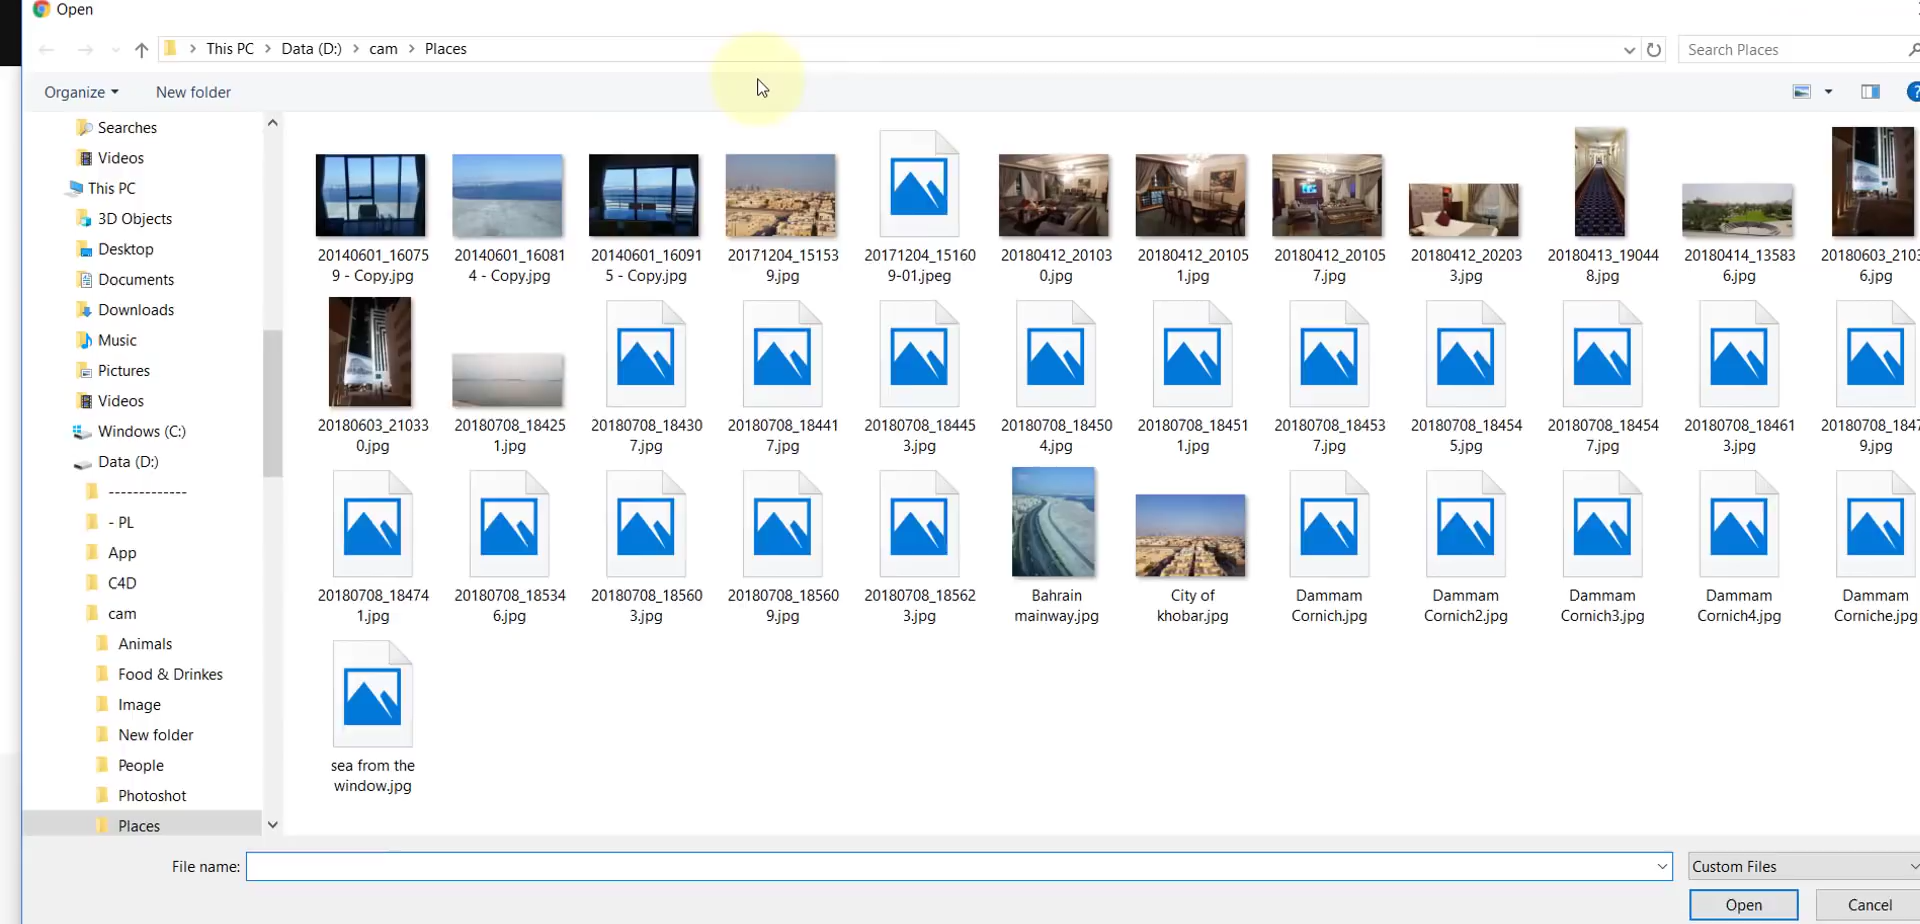 Open
This PC > Data (D:) > cam > Places
Search Places
Organize
New folder
Searches
Videos
This PC
3D Objects
Desktop
Documents
Downloads
Music
Pictures
Videos
Windows (C:)
Data (D:)
-------------
- PL
App
C4D
cam
Animals
Food & Drinkes
Image
New folder
People
Photoshot
Places
20140601_16075
9 - Copy.jpg
20140601_16081
4 - Copy.jpg
20140601_16091
5 - Copy.jpg
20171204_15153
9.jpg
20171204_15160
9-01.jpeg
20180412_20103
0.jpg
20180412_20105
1.jpg
20180412_20105
7.jpg
20180412_20203
3.jpg
20180413_19044
8.jpg
20180414_13583
6.jpg
20180603_2103
6.jpg
20180603_21033
0.jpg
20180708_18425
1.jpg
20180708_18430
7.jpg
20180708_18441
7.jpg
20180708_18445
3.jpg
20180708_18450
4.jpg
20180708_18451
1.jpg
20180708_18453
7.jpg
20180708_18454
5.jpg
20180708_18454
7.jpg
20180708_18461
3.jpg
20180708_1847
9.jpg
20180708_18474
1.jpg
20180708_18534
6.jpg
20180708_18560
3.jpg
20180708_18560
9.jpg
20180708_18562
3.jpg
Bahrain
mainway.jpg
City of
khobar.jpg
Dammam
Cornich.jpg
Dammam
Cornich2.jpg
Dammam
Cornich3.jpg
Dammam
Cornich4.jpg
Dammam
Corniche.jpg
sea from the
window.jpg
File name:
Custom Files
Open
Cancel